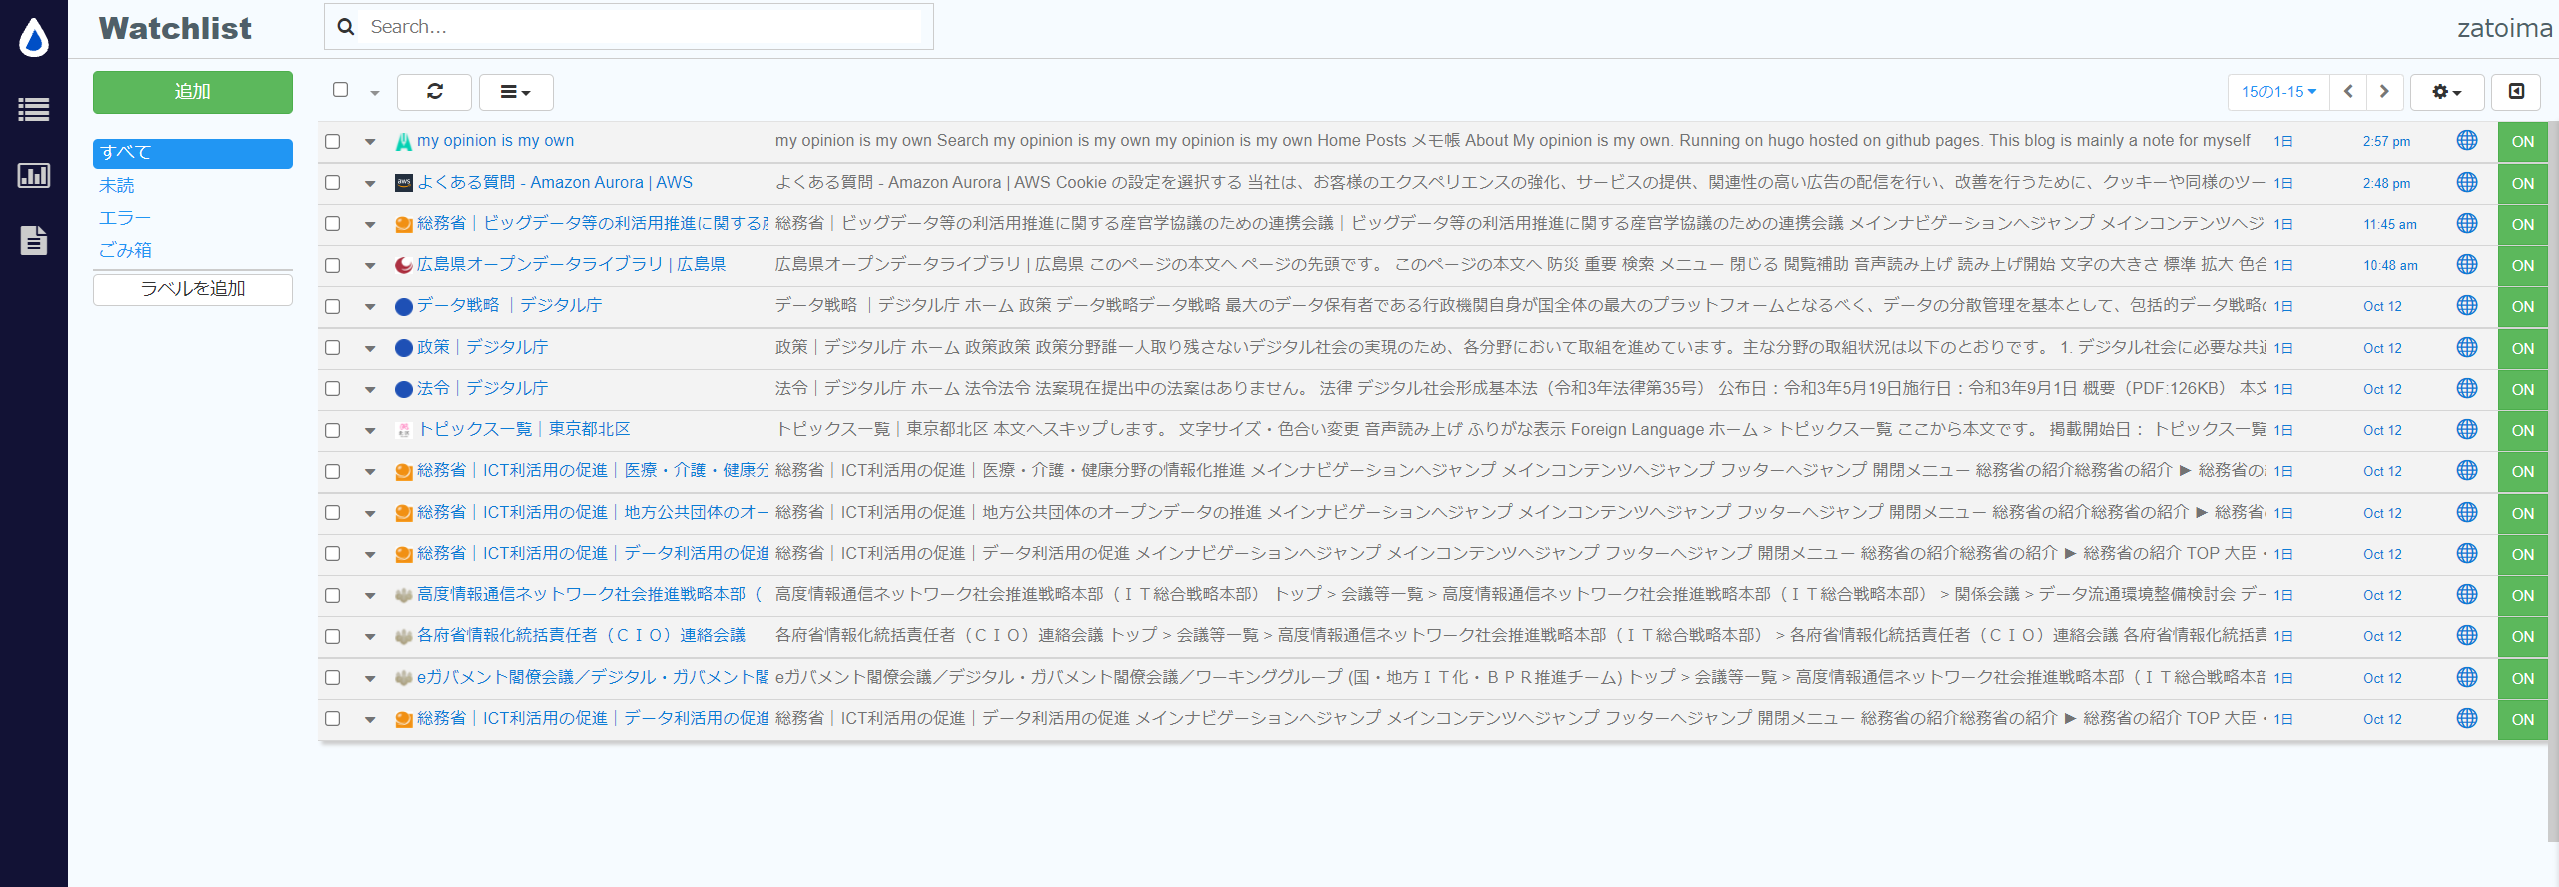 Watchlist
Search...
zatoima
追加
すべて
未読
エラー
ごみ箱
ラベルを追加
15の1-15
my opinion is my own my opinion is my own Search my opinion is my own my opinion is my own Home Posts メモ帳 About My opinion is my own. Running on hugo hosted on github pages. This blog is mainly a note for myself 1日 2:57 pm ON
aws よくある質問 - Amazon Aurora | AWS よくある質問 - Amazon Aurora | AWS Cookie の設定を選択する 当社は、お客様のエクスペリエンスの強化、サービスの提供、関連性の高い広告の配信を行い、改善を行うために、クッキーや同様のツー 1日 2:48 pm ON
総務省｜ビッグデータ等の利活用推進に関する 総務省｜ビッグデータ等の利活用推進に関する産官学協議のための連携会議｜ビッグデータ等の利活用推進に関する産官学協議のための連携会議 メインナビゲーションへジャンプ メインコンテンツへジ 1日 11:45 am ON
広島県オープンデータライブラリ | 広島県 広島県オープンデータライブラリ | 広島県 このページの本文へ ページの先頭です。 このページの本文へ 防災 重要 検索 メニュー 閉じる 閲覧補助 音声読み上げ 読み上げ開始 文字の大きさ 標準 拡大 色合 1日 10:48 am ON
データ戦略 ｜デジタル庁 データ戦略 ｜デジタル庁 ホーム 政策 データ戦略データ戦略 最大のデータ保有者である行政機関自身が国全体の最大のプラットフォームとなるべく、データの分散管理を基本として、包括的データ戦略の 1日 Oct 12 ON
政策｜デジタル庁 政策｜デジタル庁 ホーム 政策政策 政策分野誰一人取り残さないデジタル社会の実現のため、各分野において取組を進めています。主な分野の取組状況は以下のとおりです。 1. デジタル社会に必要な共通 1日 Oct 12 ON
法令｜デジタル庁 法令｜デジタル庁 ホーム 法令法令 法案現在提出中の法案はありません。 法律 デジタル社会形成基本法（令和3年法律第35号） 公布日：令和3年5月19日施行日：令和3年9月1日 概要（PDF:126KB） 本文 1日 Oct 12 ON
トピックス一覧｜東京都北区 トピックス一覧｜東京都北区 本文へスキップします。 文字サイズ・色合い変更 音声読み上げ ふりがな表示 Foreign Language ホーム > トピックス一覧 ここから本文です。 掲載開始日： トピックス一覧 1日 Oct 12 ON
総務省｜ICT利活用の促進｜医療・介護・健康分 総務省｜ICT利活用の促進｜医療・介護・健康分野の情報化推進 メインナビゲーションへジャンプ メインコンテンツへジャンプ フッターへジャンプ 開閉メニュー 総務省の紹介総務省の紹介 ► 総務省の 1日 Oct 12 ON
総務省｜ICT利活用の促進｜地方公共団体のオー 総務省｜ICT利活用の促進｜地方公共団体のオープンデータの推進 メインナビゲーションへジャンプ メインコンテンツへジャンプ フッターへジャンプ 開閉メニュー 総務省の紹介総務省の紹介 ► 総務省 1日 Oct 12 ON
総務省｜ICT利活用の促進｜データ利活用の促進 総務省｜ICT利活用の促進｜データ利活用の促進 メインナビゲーションへジャンプ メインコンテンツへジャンプ フッターへジャンプ 開閉メニュー 総務省の紹介総務省の紹介 ► 総務省の紹介 TOP 大臣・ 1日 Oct 12 ON
高度情報通信ネットワーク社会推進戦略本部（ 高度情報通信ネットワーク社会推進戦略本部（ＩＴ総合戦略本部） トップ > 会議等一覧 > 高度情報通信ネットワーク社会推進戦略本部（ＩＴ総合戦略本部） > 関係会議 > データ流通環境整備検討会 デー 1日 Oct 12 ON
各府省情報化統括責任者（ＣＩＯ）連絡会議 各府省情報化統括責任者（ＣＩＯ）連絡会議 トップ > 会議等一覧 > 高度情報通信ネットワーク社会推進戦略本部（ＩＴ総合戦略本部） > 各府省情報化統括責任者（ＣＩＯ）連絡会議 各府省情報化統括責 1日 Oct 12 ON
eガバメント閣僚会議／デジタル・ガバメント閣 eガバメント閣僚会議／デジタル・ガバメント閣僚会議／ワーキンググループ (国・地方ＩＴ化・ＢＰＲ推進チーム) トップ > 会議等一覧 > 高度情報通信ネットワーク社会推進戦略本部（ＩＴ総合戦略本部 1日 Oct 12 ON
総務省｜ICT利活用の促進｜データ利活用の促進 総務省｜ICT利活用の促進｜データ利活用の促進 メインナビゲーションへジャンプ メインコンテンツへジャンプ フッターへジャンプ 開閉メニュー 総務省の紹介総務省の紹介 ► 総務省の紹介 TOP 大臣・ 1日 Oct 12 ON